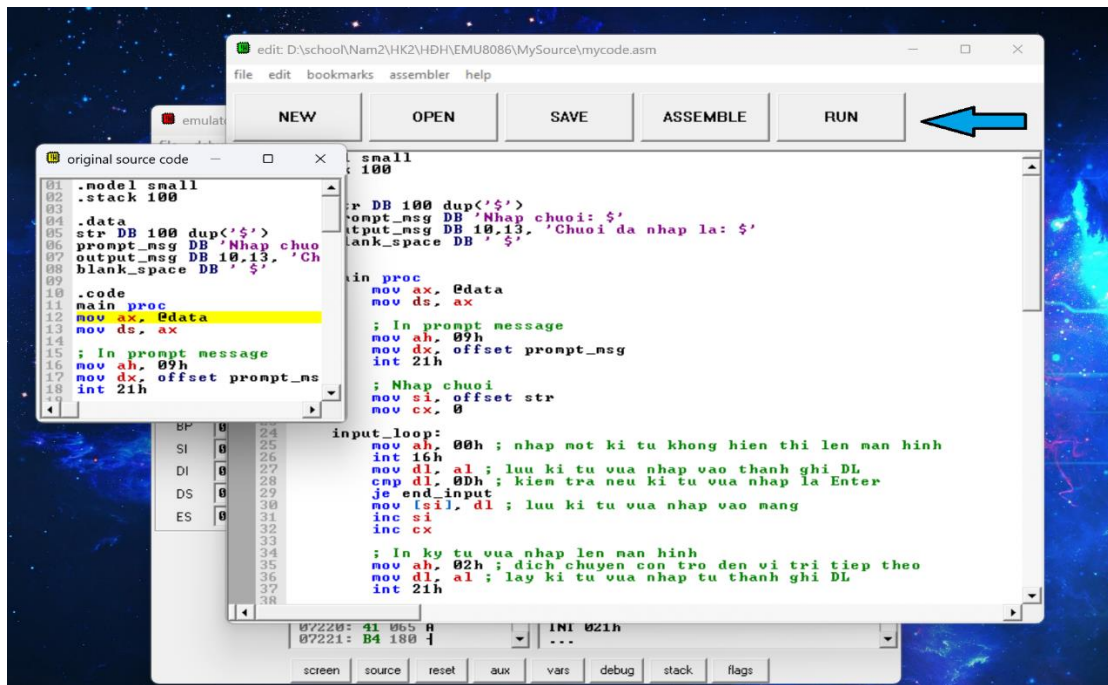 edit: D:\school\Nam2\HK2\HĐH\EMU8086\MySource\mycode.asm
file edit bookmarks assembler help
NEW OPEN SAVE ASSEMBLE RUN
emulat
original source code
01 .model small
02 .stack 100
03
04 .data
05 str DB 100 dup('$')
06 prompt_msg DB 'Nhap chuo
07 output_msg DB 10,13, 'Ch
08 blank_space DB ' $'
09
10 .code
11 main proc
12 mov ax, @data
13 mov ds, ax
14
15 ; In prompt message
16 mov ah, 09h
17 mov dx, offset prompt_ms
18 int 21h
small
100
DB 100 dup('$')
ompt_msg DB 'Nhap chuoi: $'
tput_msg DB 10,13, 'Chuoi da nhap la: $'
lank_space DB ' $'
in proc
mov ax, @data
mov ds, ax
; In prompt message
mov ah, 09h
mov dx, offset prompt_msg
int 21h
; Nhap chuoi
mov si, offset str
mov cx, 0
24 input_loop:
25 mov ah, 00h ; nhap mot ki tu khong hien thi len man hinh
26 int 16h
27 mov dl, al ; luu ki tu vua nhap vao thanh ghi DL
28 cmp dl, 0Dh ; kiem tra neu ki tu vua nhap la Enter
29 je end_input
30 mov [si], dl ; luu ki tu vua nhap vao mang
31 inc si
32 inc cx
33
34 ; In ky tu vua nhap len man hinh
35 mov ah, 02h ; dich chuyen con tro den vi tri tiep theo
36 mov dl, al ; lay ki tu vua nhap tu thanh ghi DL
37 int 21h
38
BP 0
SI 0
DI 0
DS 0
ES 0
07220: 41 065 A
07221: B4 180 ┤
INT 021h
...
screen source reset aux vars debug stack flags